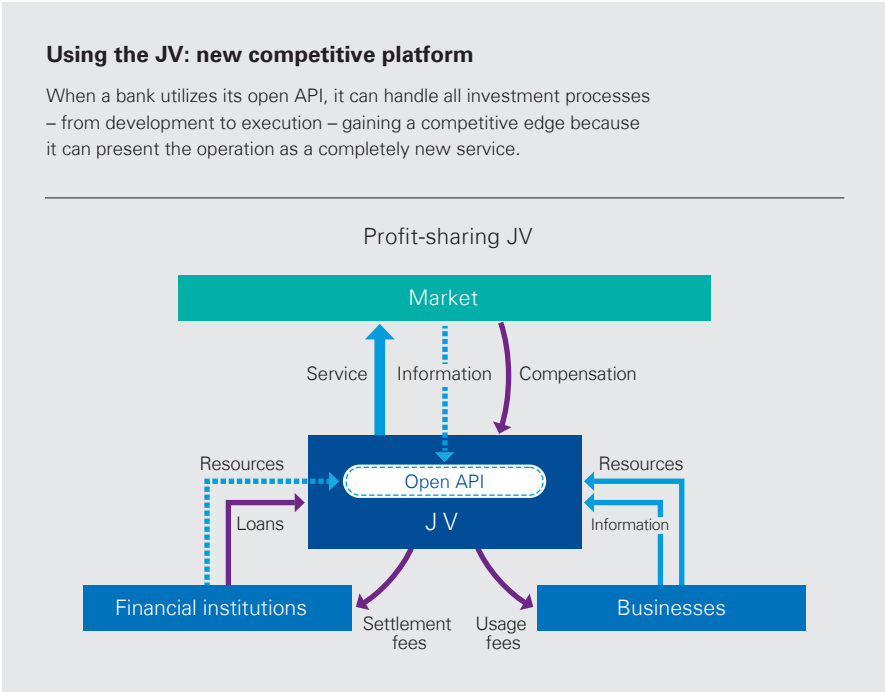 Using the JV: new competitive platform
When a bank utilizes its open API, it can handle all investment processes
– from development to execution – gaining a competitive edge because
it can present the operation as a completely new service.
Profit-sharing JV
Market
Service
Information
Compensation
Resources
Open API
Resources
Loans
JV
Information
Financial institutions
Businesses
Settlement
fees
Usage
fees